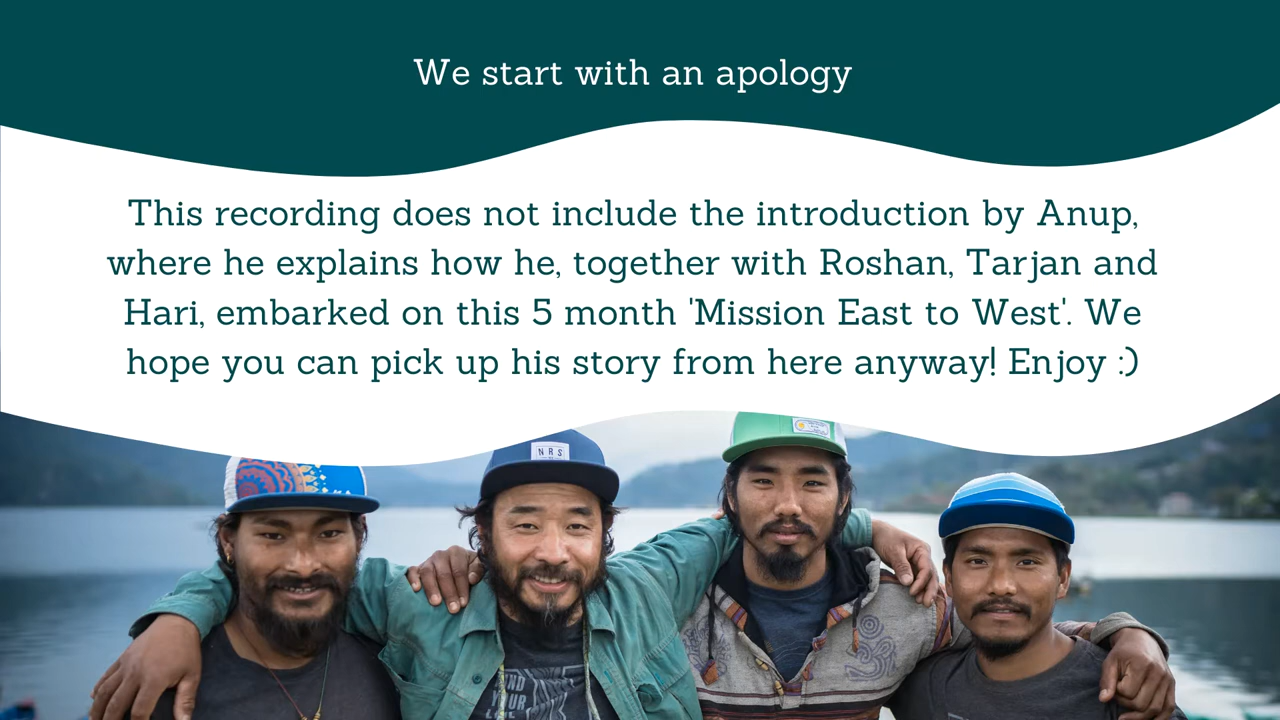 We start with an apology
This recording does not include the introduction by Anup,
where he explains how he, together with Roshan, Tarjan and
Hari, embarked on this 5 month 'Mission East to West'. We
hope you can pick up his story from here anyway! Enjoy :)
NRS
YOUR